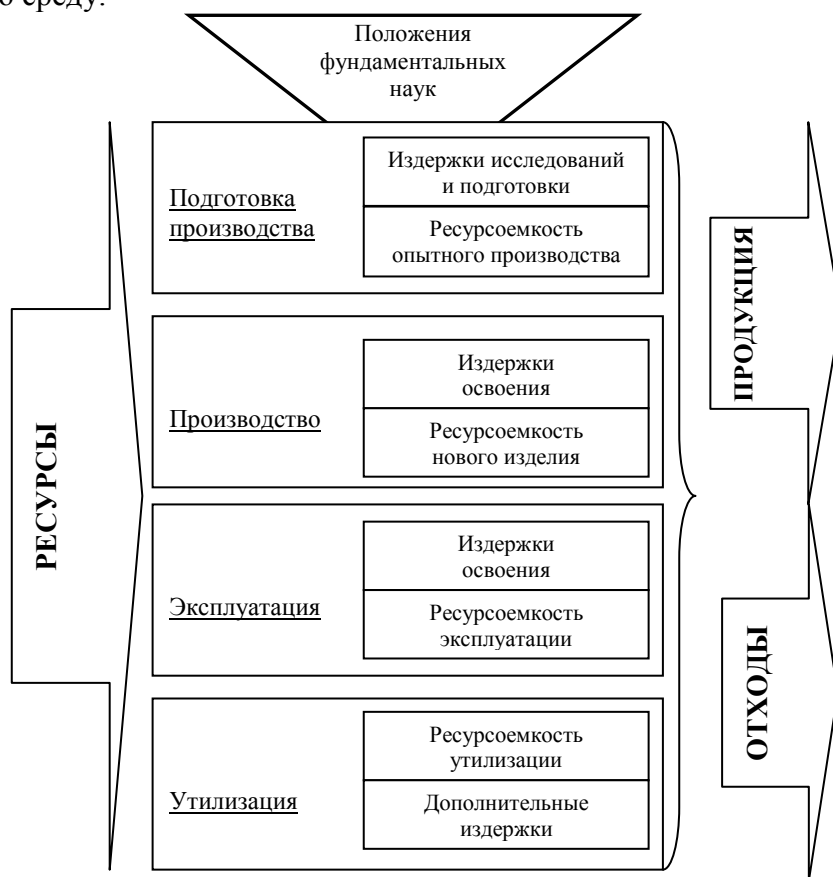 о среду.
Положения
фундаментальных
наук
РЕСУРСЫ
Подготовка
производства
Издержки исследований
и подготовки
Ресурсоемкость
опытного производства
Производство
Издержки
освоения
Ресурсоемкость
нового изделия
Эксплуатация
Издержки
освоения
Ресурсоемкость
эксплуатации
Утилизация
Ресурсоемкость
утилизации
Дополнительные
издержки
ПРОДУКЦИЯ
ОТХОДЫ